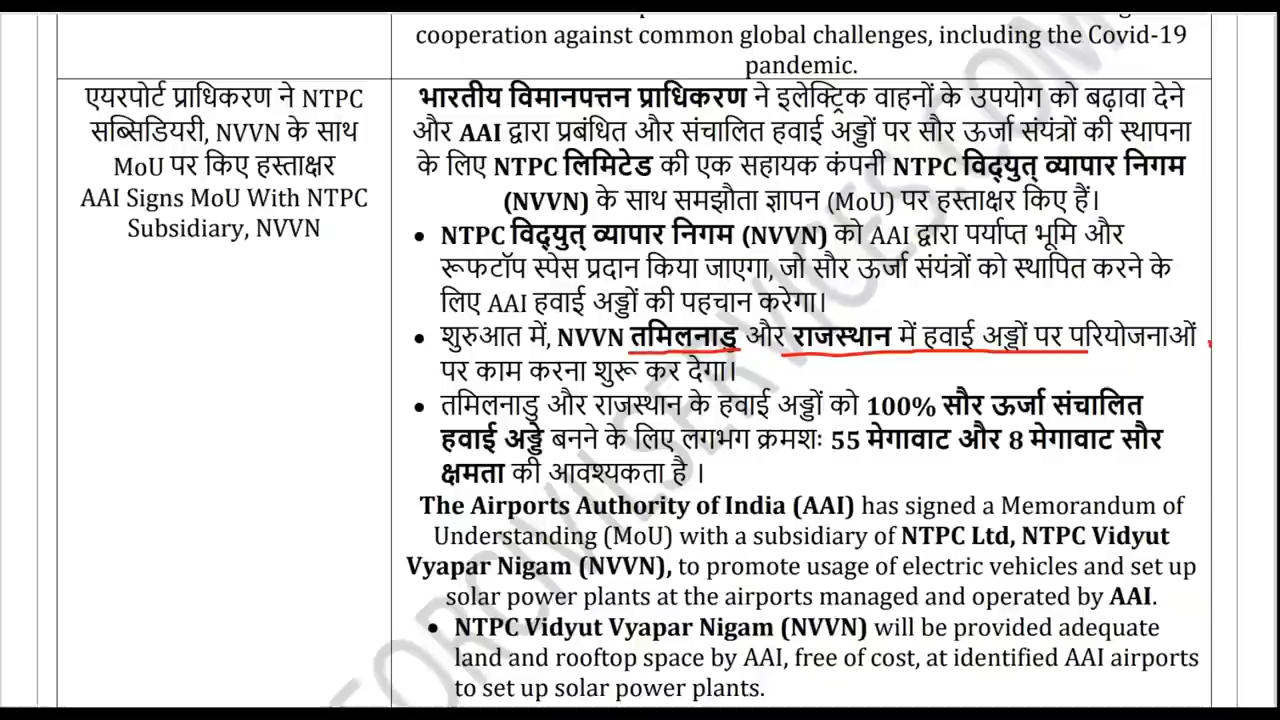 cooperation against common global challenges, including the Covid-19
pandemic.
एयरपोर्ट प्राधिकरण ने NTPC
सब्सिडियरी, NVVN के साथ
MoU पर किए हस्ताक्षर
AAI Signs MoU With NTPC
Subsidiary, NVVN
भारतीय विमानपत्तन प्राधिकरण ने इलेक्ट्रिक वाहनों के उपयोग को बढ़ावा देने
और AAI द्वारा प्रबंधित और संचालित हवाई अड्डों पर सौर ऊर्जा संयंत्रों की स्थापना
के लिए NTPC लिमिटेड की एक सहायक कंपनी NTPC विद्युत् व्यापार निगम
(NVVN) के साथ समझौता ज्ञापन (MoU) पर हस्ताक्षर किए हैं।
• NTPC विद्युत् व्यापार निगम (NVVN) को AAI द्वारा पर्याप्त भूमि और
रूफटॉप स्पेस प्रदान किया जाएगा, जो सौर ऊर्जा संयंत्रों को स्थापित करने के
लिए AAI हवाई अड्डों की पहचान करेगा।
• शुरुआत में, NVVN तमिलनाडु और राजस्थान में हवाई अड्डों पर परियोजनाओं
पर काम करना शुरू कर देगा।
• तमिलनाडु और राजस्थान के हवाई अड्डों को 100% सौर ऊर्जा संचालित
हवाई अड्डे बनने के लिए लगभग क्रमशः 55 मेगावाट और 8 मेगावाट सौर
क्षमता की आवश्यकता है ।
The Airports Authority of India (AAI) has signed a Memorandum of
Understanding (MoU) with a subsidiary of NTPC Ltd, NTPC Vidyut
Vyapar Nigam (NVVN), to promote usage of electric vehicles and set up
solar power plants at the airports managed and operated by AAI.
• NTPC Vidyut Vyapar Nigam (NVVN) will be provided adequate
land and rooftop space by AAI, free of cost, at identified AAI airports
to set up solar power plants.
FORCIVILSERVICES.COM